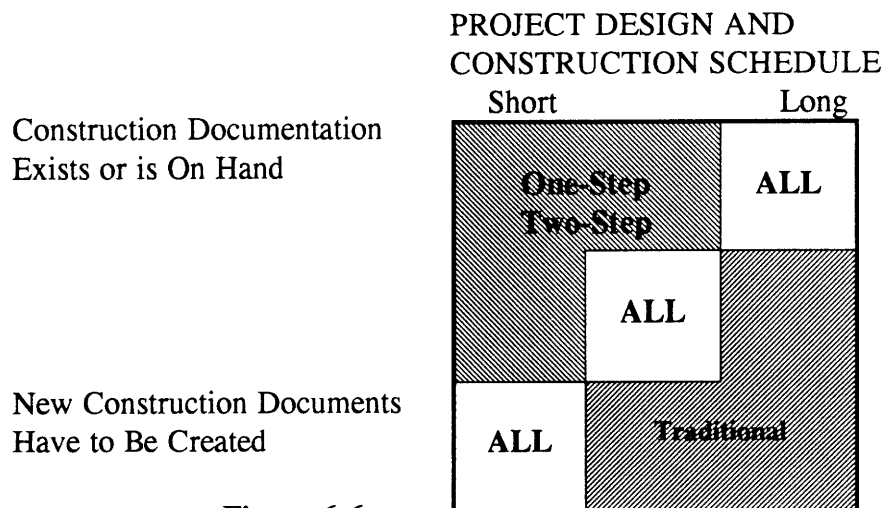 PROJECT DESIGN AND
CONSTRUCTION SCHEDULE
Short Long
Construction Documentation
Exists or is On Hand
One-Step
Two-Step
ALL
ALL
New Construction Documents
Have to Be Created
ALL
Traditional